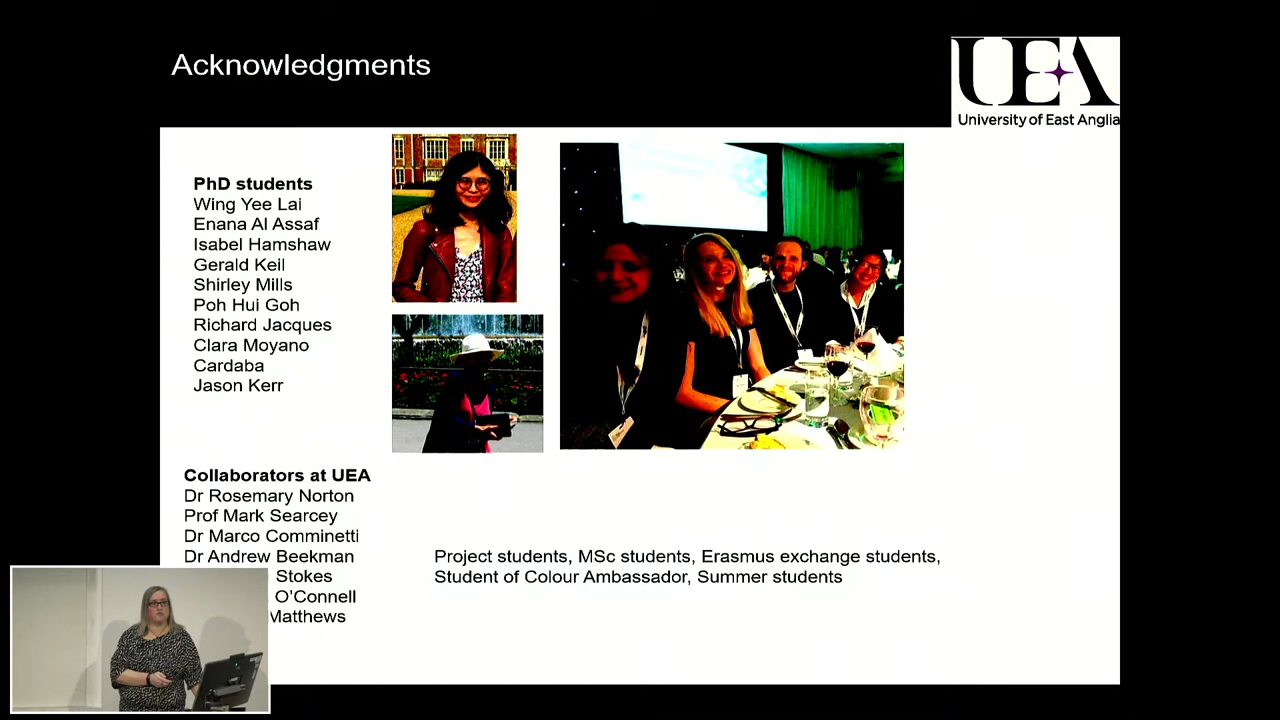 Acknowledgments
UEA
University of East Anglia
PhD students
Wing Yee Lai
Enana Al Assaf
Isabel Hamshaw
Gerald Keil
Shirley Mills
Poh Hui Goh
Richard Jacques
Clara Moyano
Cardaba
Jason Kerr
Collaborators at UEA
Dr Rosemary Norton
Prof Mark Searcey
Dr Marco Comminetti
Dr Andrew Beekman
Stokes
O'Connell
Matthews
Project students, MSc students, Erasmus exchange students,
Student of Colour Ambassador, Summer students